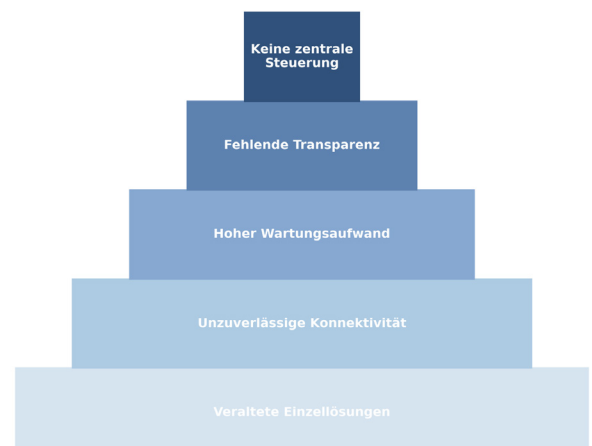 Keine zentrale
Steuerung
Fehlende Transparenz
Hoher Wartungsaufwand
Unzuverlässige Konnektivität
Veraltete Einzellösungen